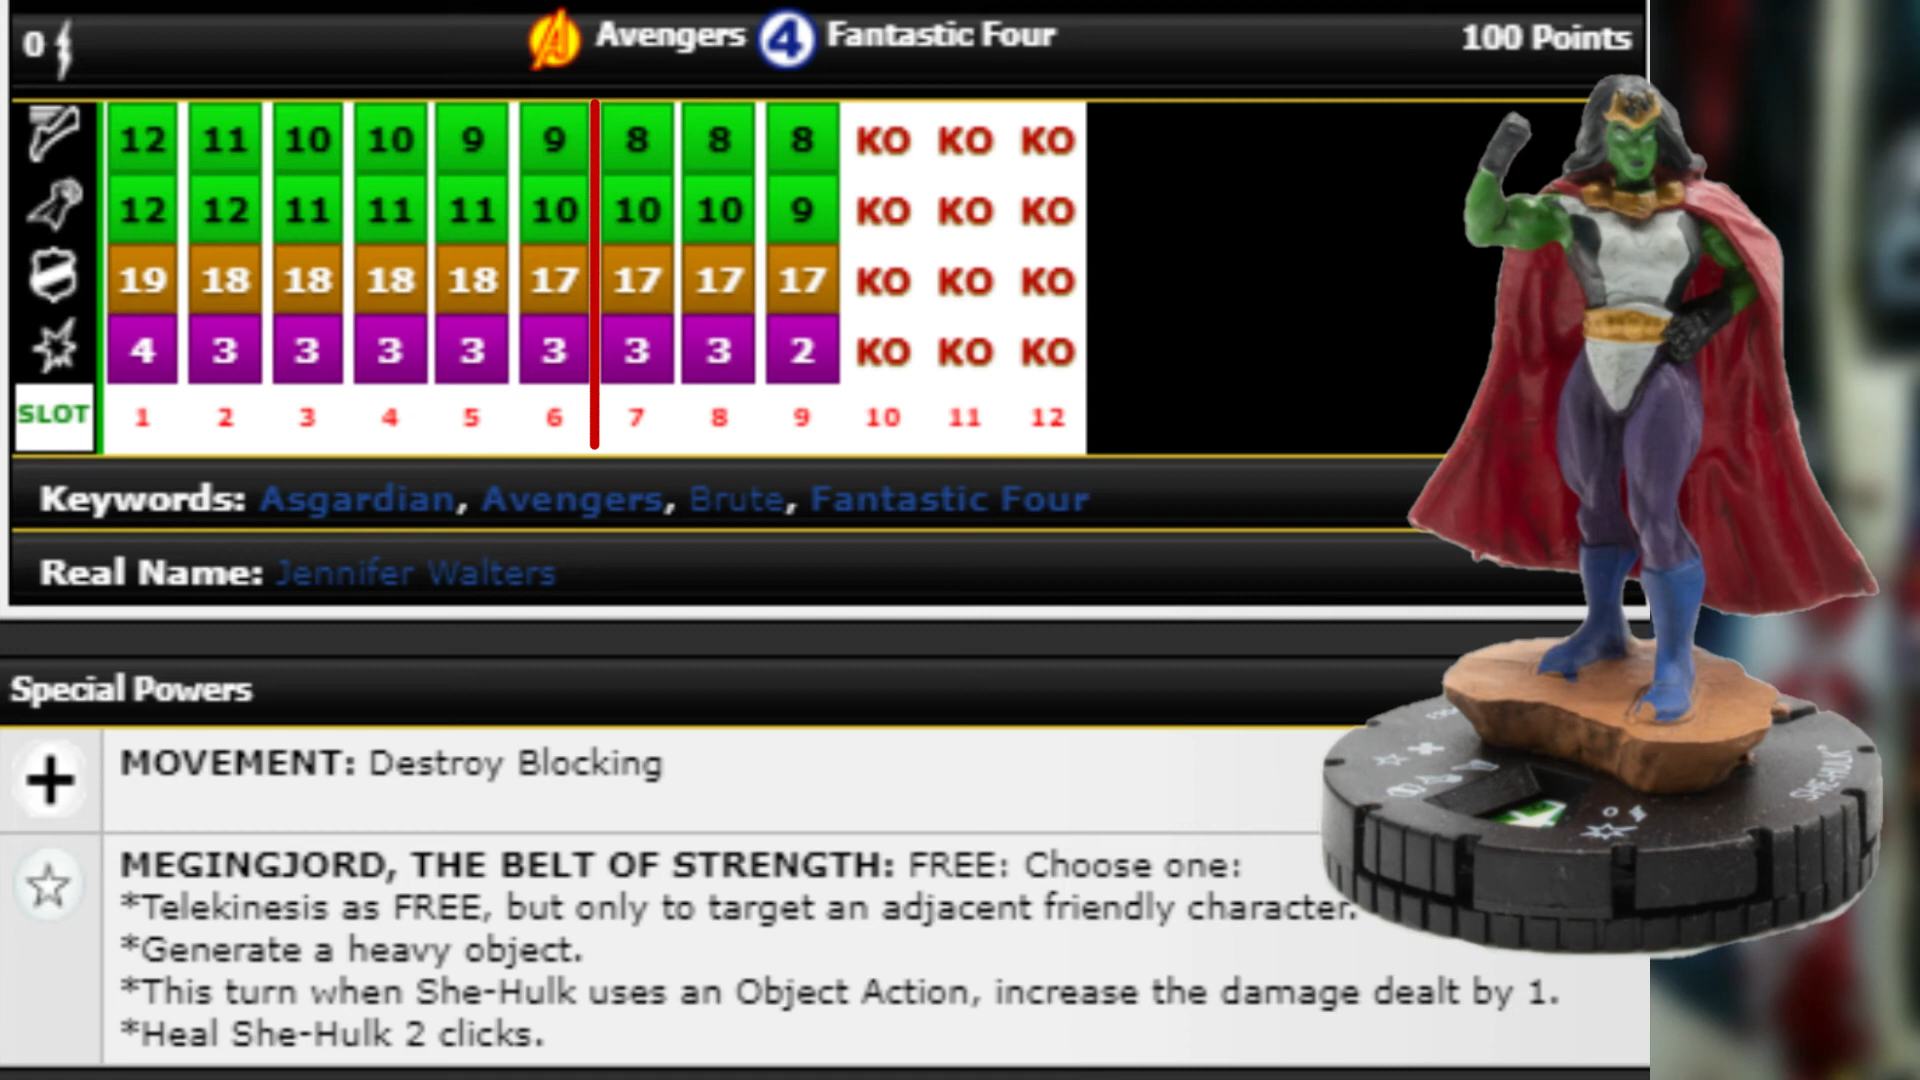 0 Avengers 4 Fantastic Four 100 Points
12 11 10 10 9 9 8 8 8 KO KO KO
12 12 11 11 11 10 10 10 9 KO KO KO
19 18 18 18 18 17 17 17 17 KO KO KO
4 3 3 3 3 3 3 3 2 KO KO KO
SLOT 1 2 3 4 5 6 7 8 9 10 11 12
Keywords: Asgardian, Avengers, Brute, Fantastic Four
Real Name: Jennifer Walters
Special Powers
MOVEMENT: Destroy Blocking
MEGINGJORD, THE BELT OF STRENGTH: FREE: Choose one:
*Telekinesis as FREE, but only to target an adjacent friendly character.
*Generate a heavy object.
*This turn when She-Hulk uses an Object Action, increase the damage dealt by 1.
*Heal She-Hulk 2 clicks.
SHE-HULK